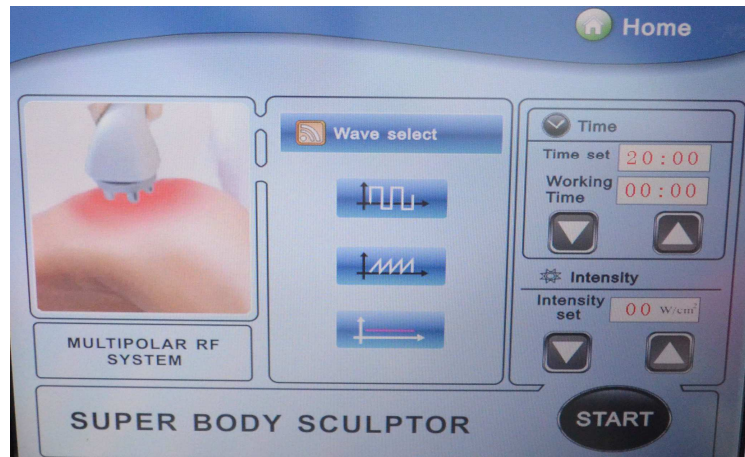 Home
Wave select
Time
Time set 20:00
Working
Time 00:00
Intensity
Intensity
set 00 W/cm²
MULTIPOLAR RF
SYSTEM
SUPER BODY SCULPTOR
START